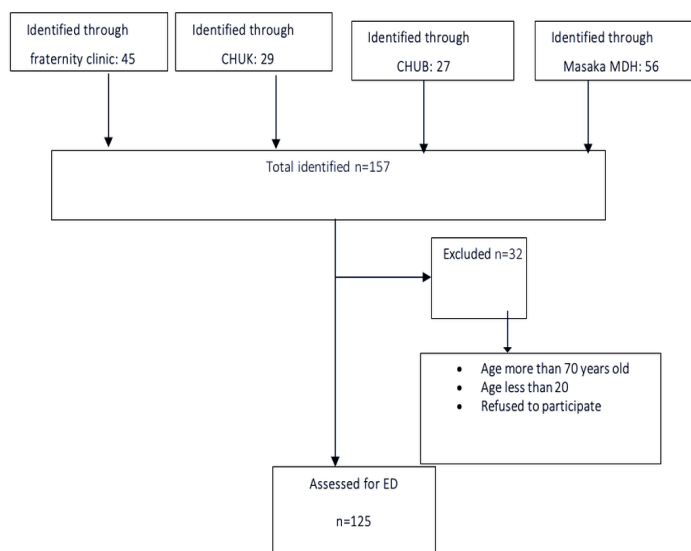 Identified through
fraternity clinic: 45
Identified through
CHUK: 29
Identified through
CHUB: 27
Identified through
Masaka MDH: 56
Total identified n=157
Excluded n=32
• Age more than 70 years old
• Age less than 20
• Refused to participate
Assessed for ED
n=125